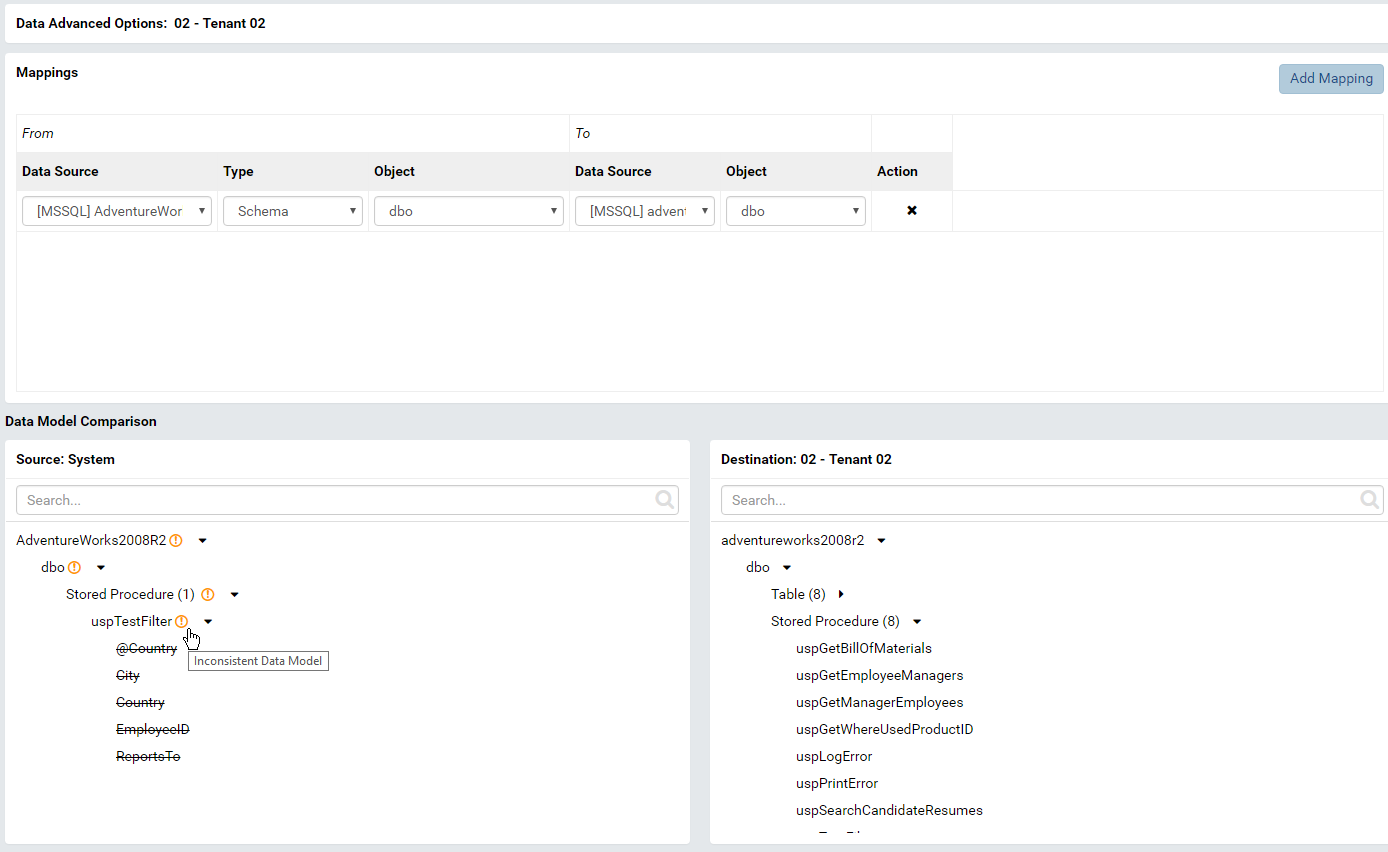 Data Advanced Options: 02 - Tenant 02
Mappings
Add Mapping
From To
Data Source Type Object Data Source Object Action
[MSSQL] AdventureWor Schema dbo [MSSQL] advent dbo
Data Model Comparison
Source: System
Search...
AdventureWorks2008R2
dbo
Stored Procedure (1)
uspTestFilter
@Country
Inconsistent Data Model
City
Country
EmployeeID
ReportsTo
Destination: 02 - Tenant 02
Search...
adventureworks2008r2
dbo
Table (8)
Stored Procedure (8)
uspGetBillOfMaterials
uspGetEmployeeManagers
uspGetManagerEmployees
uspGetWhereUsedProductID
uspLogError
uspPrintError
uspSearchCandidateResumes